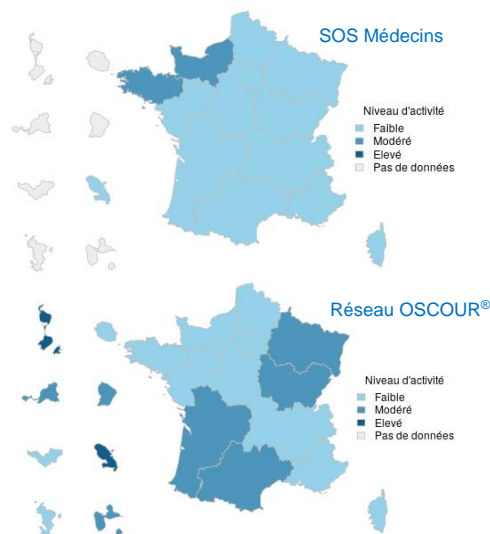 SOS Médecins
Niveau d'activité
Faible
Modéré
Elevé
Pas de données
Réseau OSCOUR®
Niveau d'activité
Faible
Modéré
Elevé
Pas de données